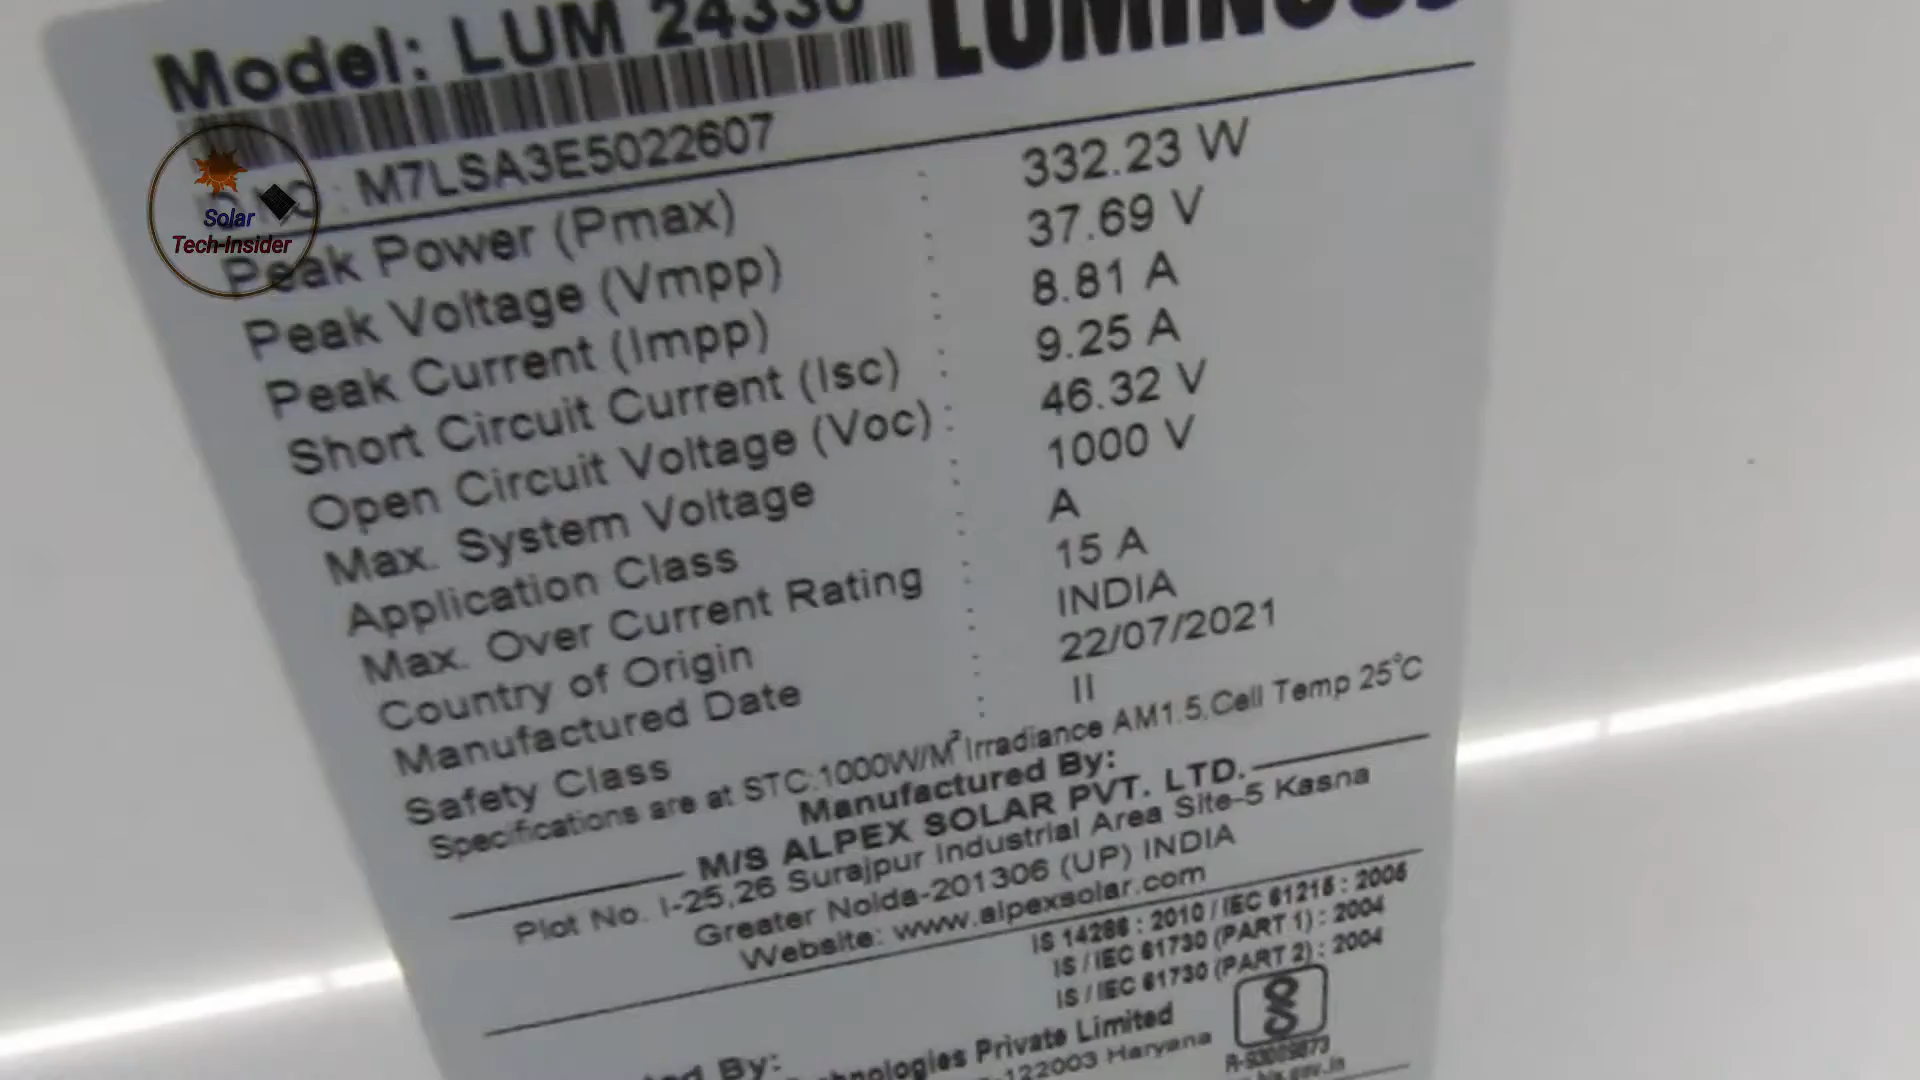 Model: LUM 24330 LUMINOUS
NO : M7LSA3E5022607
Solar
Tech-Insider
Peak Power (Pmax) : 332.23 W
Peak Voltage (Vmpp) : 37.69 V
Peak Current (Impp) : 8.81 A
Short Circuit Current (Isc) : 9.25 A
Open Circuit Voltage (Voc) : 46.32 V
Max. System Voltage : 1000 V
Application Class : A
Max. Over Current Rating : 15 A
Country of Origin : INDIA
Manufactured Date : 22/07/2021
Safety Class : II
Specifications are at STC:1000W/M² Irradiance AM1.5,Cell Temp 25°C
Manufactured By:
M/S ALPEX SOLAR PVT. LTD.
Plot No. I-25,26 Surajpur Industrial Area Site-5 Kasna
Greater Noida-201306 (UP) INDIA
Website: www.alpexsolar.com
IS 14286 : 2010 / IEC 61215 : 2005
IS / IEC 61730 (PART 1) : 2004
IS / IEC 61730 (PART 2) : 2004
By:
Private Limited
122003 Haryana